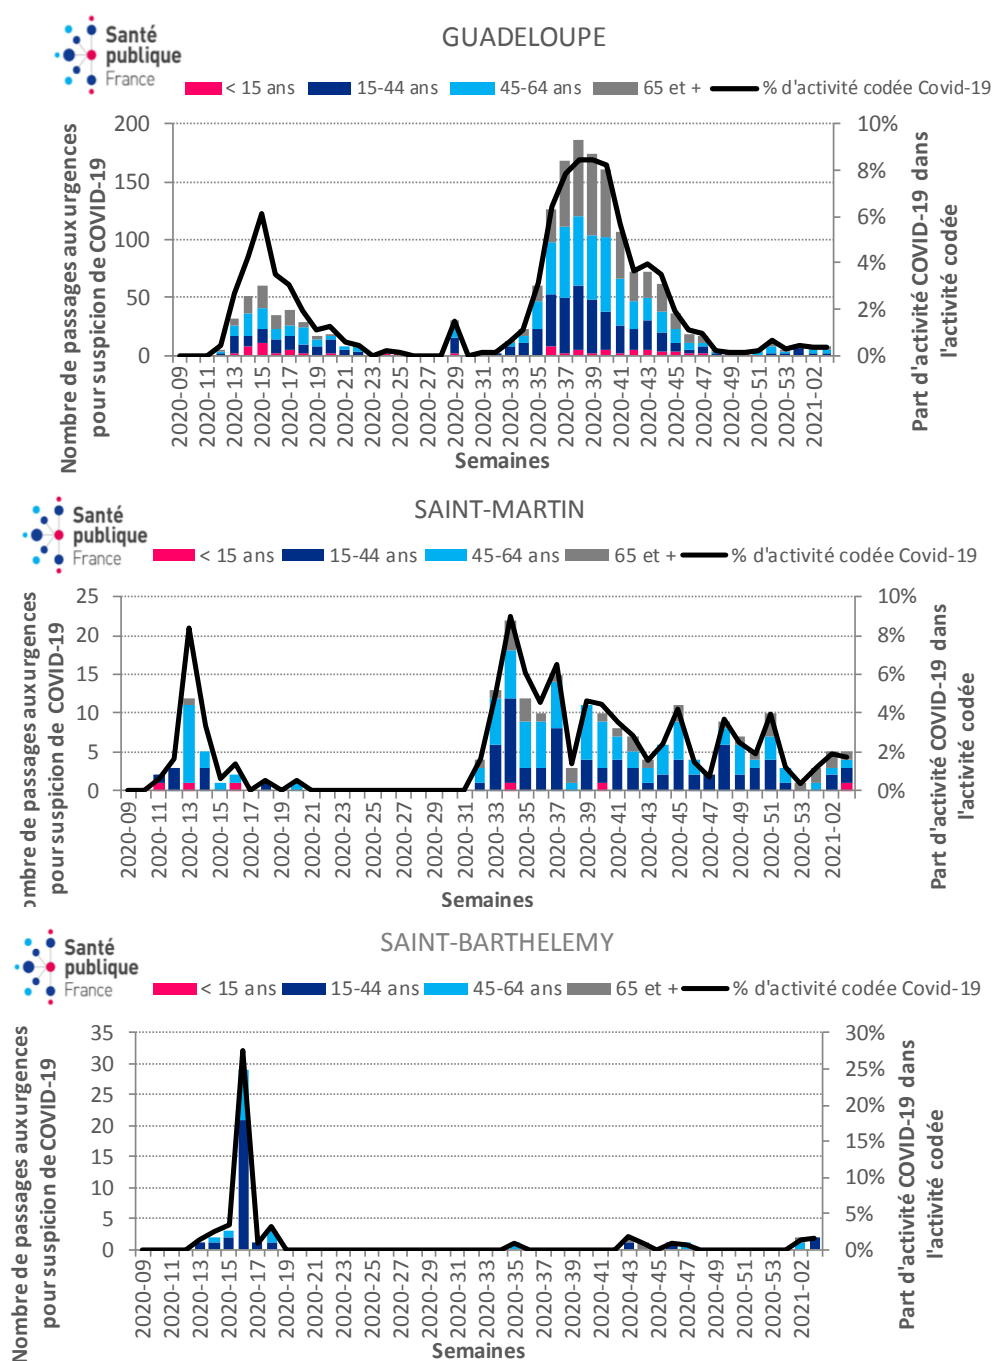 Santé
publique
France
GUADELOUPE
< 15 ans 15-44 ans 45-64 ans 65 et + % d'activité codée Covid-19
Nombre de passages aux urgences
pour suspicion de COVID-19
200
150
100
50
0
10%
8%
6%
4%
2%
0%
Part d'activité COVID-19 dans
l'activité codée
2020-09 2020-11 2020-13 2020-15 2020-17 2020-19 2020-21 2020-23 2020-25 2020-27 2020-29 2020-31 2020-33 2020-35 2020-37 2020-39 2020-41 2020-43 2020-45 2020-47 2020-49 2020-51 2020-53 2021-02
Semaines
Santé
publique
France
SAINT-MARTIN
< 15 ans 15-44 ans 45-64 ans 65 et + % d'activité codée Covid-19
ombre de passages aux urgences
pour suspicion de COVID-19
25
20
15
10
5
0
10%
8%
6%
4%
2%
0%
Part d'activité COVID-19 dans
l'activité codée
2020-09 2020-11 2020-13 2020-15 2020-17 2020-19 2020-21 2020-23 2020-25 2020-27 2020-29 2020-31 2020-33 2020-35 2020-37 2020-39 2020-41 2020-43 2020-45 2020-47 2020-49 2020-51 2020-53 2021-02
Semaines
Santé
publique
France
SAINT-BARTHELEMY
< 15 ans 15-44 ans 45-64 ans 65 et + % d'activité codée Covid-19
Nombre de passages aux urgences
pour suspicion de COVID-19
35
30
25
20
15
10
5
0
30%
25%
20%
15%
10%
5%
0%
Part d'activité COVID-19 dans
l'activité codée
2020-09 2020-11 2020-13 2020-15 2020-17 2020-19 2020-21 2020-23 2020-25 2020-27 2020-29 2020-31 2020-33 2020-35 2020-37 2020-39 2020-41 2020-43 2020-45 2020-47 2020-49 2020-51 2020-53 2021-02
Semaines